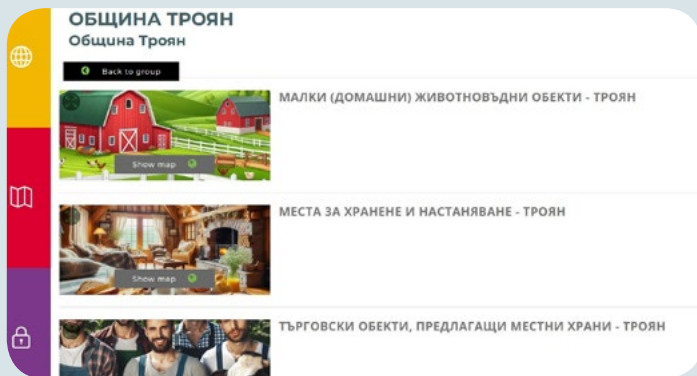 ОБЩИНА ТРОЯН
Община Троян
Back to group
МАЛКИ (ДОМАШНИ) ЖИВОТНОВЪДНИ ОБЕКТИ - ТРОЯН
Show map
МЕСТА ЗА ХРАНЕНЕ И НАСТАНЯВАНЕ - ТРОЯН
Show map
ТЪРГОВСКИ ОБЕКТИ, ПРЕДЛАГАЩИ МЕСТНИ ХРАНИ - ТРОЯН